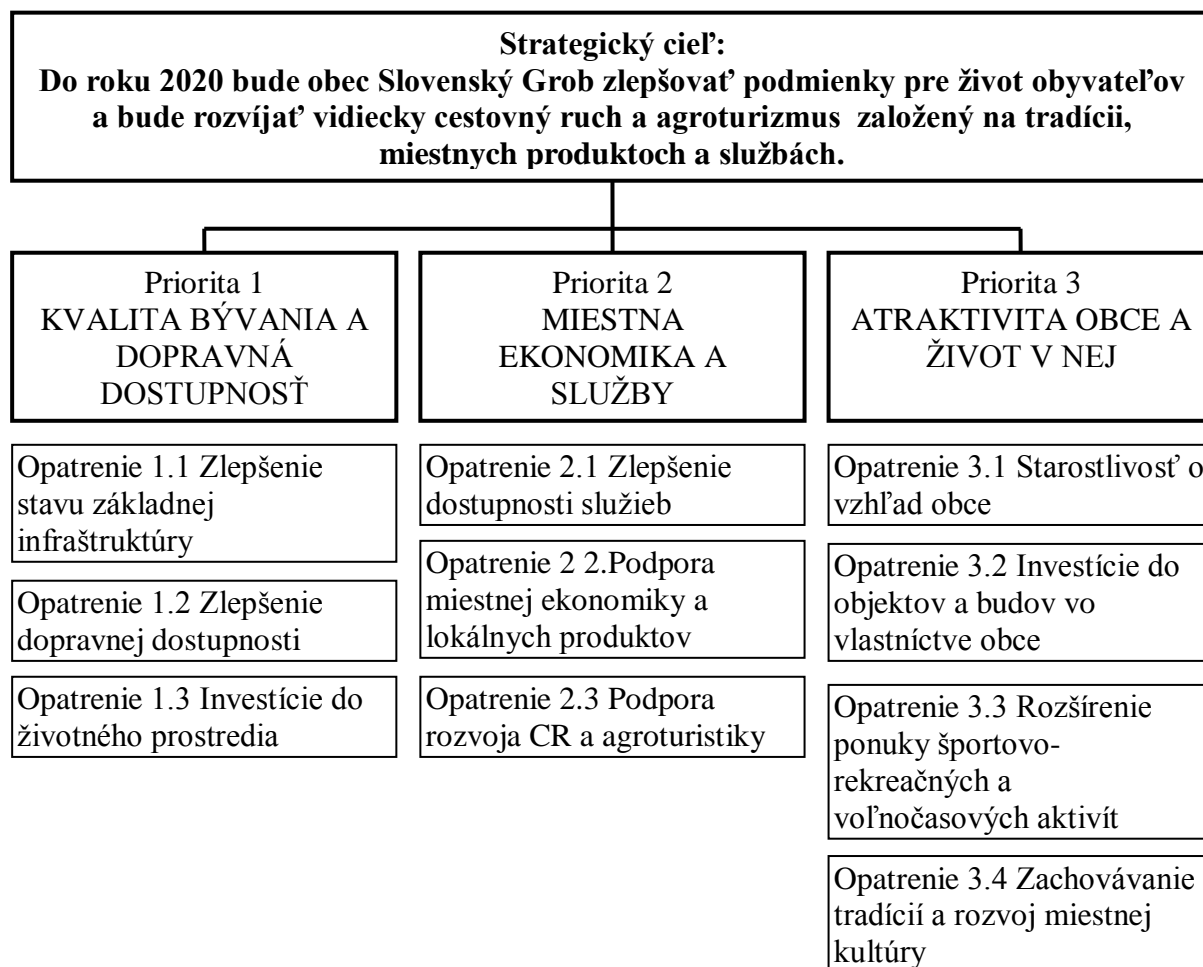 Strategický cieľ:
Do roku 2020 bude obec Slovenský Grob zlepšovať podmienky pre život obyvateľov
a bude rozvíjať vidiecky cestovný ruch a agroturizmus založený na tradícii,
miestnych produktoch a službách.
Priorita 1
KVALITA BÝVANIA A
DOPRAVNÁ
DOSTUPNOSŤ
Opatrenie 1.1 Zlepšenie
stavu základnej
infraštruktúry
Opatrenie 1.2 Zlepšenie
dopravnej dostupnosti
Opatrenie 1.3 Investície do
životného prostredia
Priorita 2
MIESTNA
EKONOMIKA A
SLUŽBY
Opatrenie 2.1 Zlepšenie
dostupnosti služieb
Opatrenie 2 2.Podpora
miestnej ekonomiky a
lokálnych produktov
Opatrenie 2.3 Podpora
rozvoja CR a agroturistiky
Priorita 3
ATRAKTIVITA OBCE A
ŽIVOT V NEJ
Opatrenie 3.1 Starostlivosť o
vzhľad obce
Opatrenie 3.2 Investície do
objektov a budov vo
vlastníctve obce
Opatrenie 3.3 Rozšírenie
ponuky športovo-
rekreačných a
voľnočasových aktivít
Opatrenie 3.4 Zachovávanie
tradícií a rozvoj miestnej
kultúry